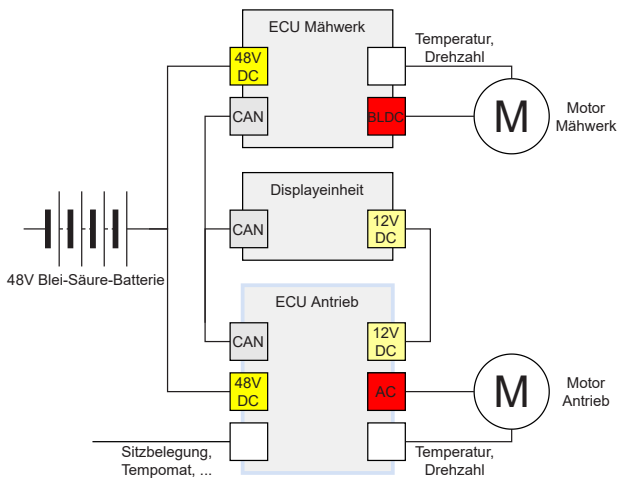 ECU Mähwerk
48V
DC
CAN
BLDC
Temperatur,
Drehzahl
M
Motor
Mähwerk
Displayeinheit
CAN
12V
DC
48V Blei-Säure-Batterie
ECU Antrieb
CAN
12V
DC
48V
DC
AC
M
Motor
Antrieb
Sitzbelegung,
Tempomat, ...
Temperatur,
Drehzahl